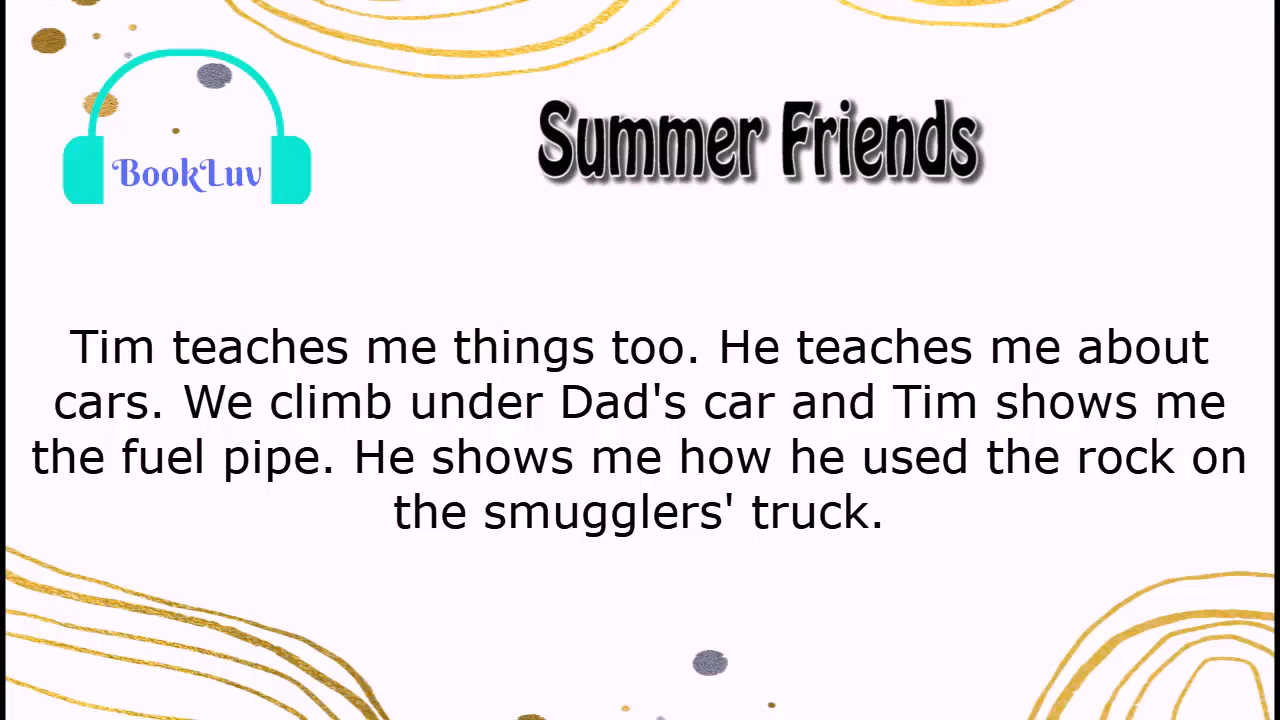 BookLuv
Summer Friends
Tim teaches me things too. He teaches me about
cars. We climb under Dad's car and Tim shows me
the fuel pipe. He shows me how he used the rock on
the smugglers' truck.